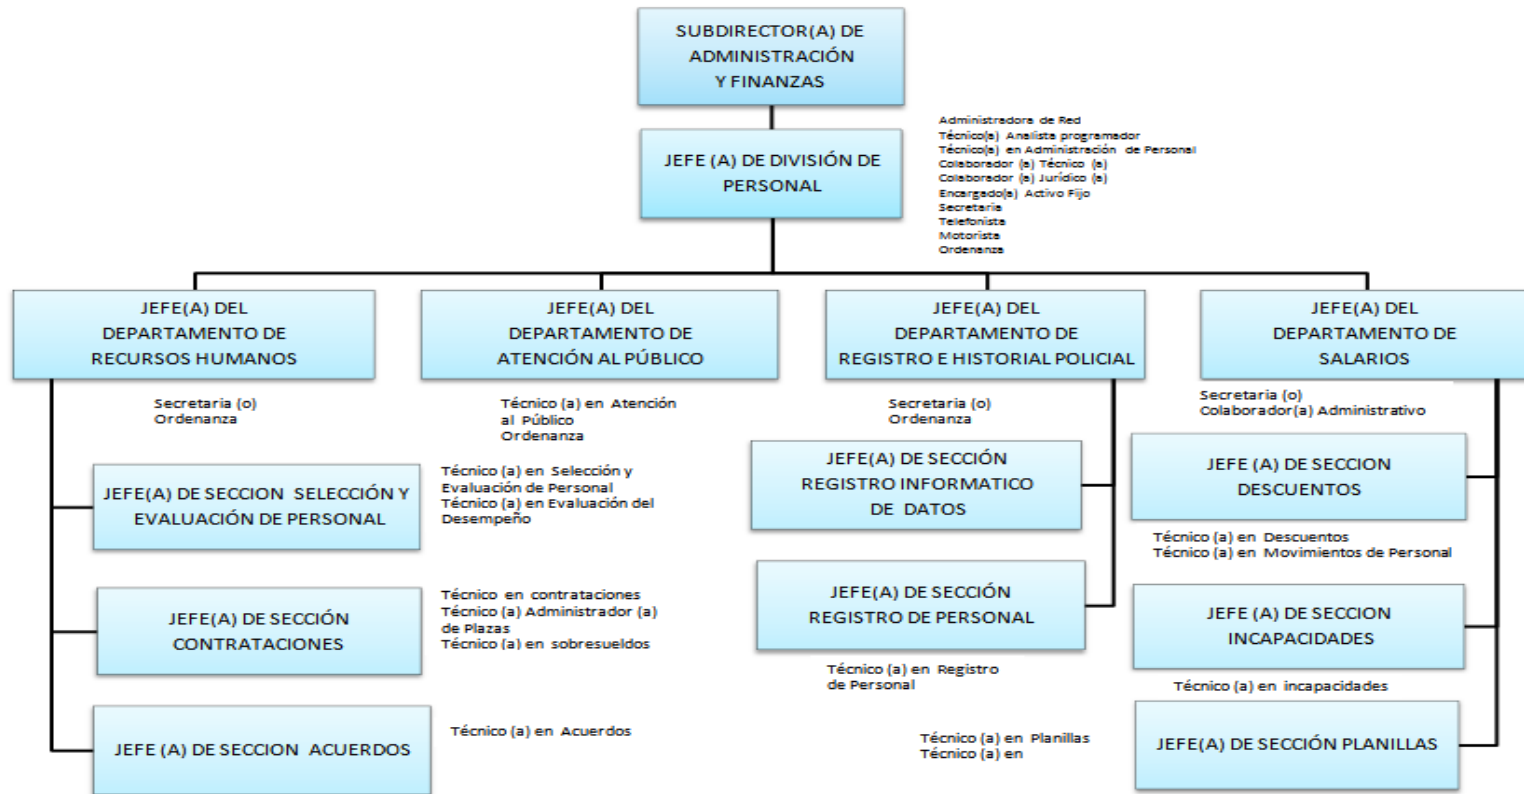 SUBDIRECTOR(A) DE
ADMINISTRACIÓN
Y FINANZAS
JEFE (A) DE DIVISIÓN DE
PERSONAL
Administradora de Red
Técnico(a) Analista programador
Técnico(a) en Administración de Personal
Colaborador (a) Técnico (a)
Colaborador (a) Jurídico (a)
Encargado(a) Activo Fijo
Secretaria
Telefonista
Motorista
Ordenanza
JEFE(A) DEL
DEPARTAMENTO DE
RECURSOS HUMANOS
Secretaria (o)
Ordenanza
JEFE(A) DE SECCION SELECCIÓN Y
EVALUACIÓN DE PERSONAL
Técnico (a) en Selección y
Evaluación de Personal
Técnico (a) en Evaluación del
Desempeño
JEFE(A) DE SECCIÓN
CONTRATACIONES
Técnico en contrataciones
Técnico (a) Administrador (a)
de Plazas
Técnico (a) en sobresueldos
JEFE (A) DE SECCION ACUERDOS
Técnico (a) en Acuerdos
JEFE(A) DEL
DEPARTAMENTO DE
ATENCIÓN AL PÚBLICO
Técnico (a) en Atención
al Público
Ordenanza
JEFE(A) DEL
DEPARTAMENTO DE
REGISTRO E HISTORIAL POLICIAL
Secretaria (o)
Ordenanza
JEFE(A) DE SECCIÓN
REGISTRO INFORMATICO
DE DATOS
JEFE(A) DE SECCIÓN
REGISTRO DE PERSONAL
Técnico (a) en Registro
de Personal
JEFE(A) DEL
DEPARTAMENTO DE
SALARIOS
Secretaria (o)
Colaborador(a) Administrativo
JEFE (A) DE SECCION
DESCUENTOS
Técnico (a) en Descuentos
Técnico (a) en Movimientos de Personal
JEFE (A) DE SECCION
INCAPACIDADES
Técnico (a) en incapacidades
JEFE(A) DE SECCIÓN PLANILLAS
Técnico (a) en Planillas
Técnico (a) en